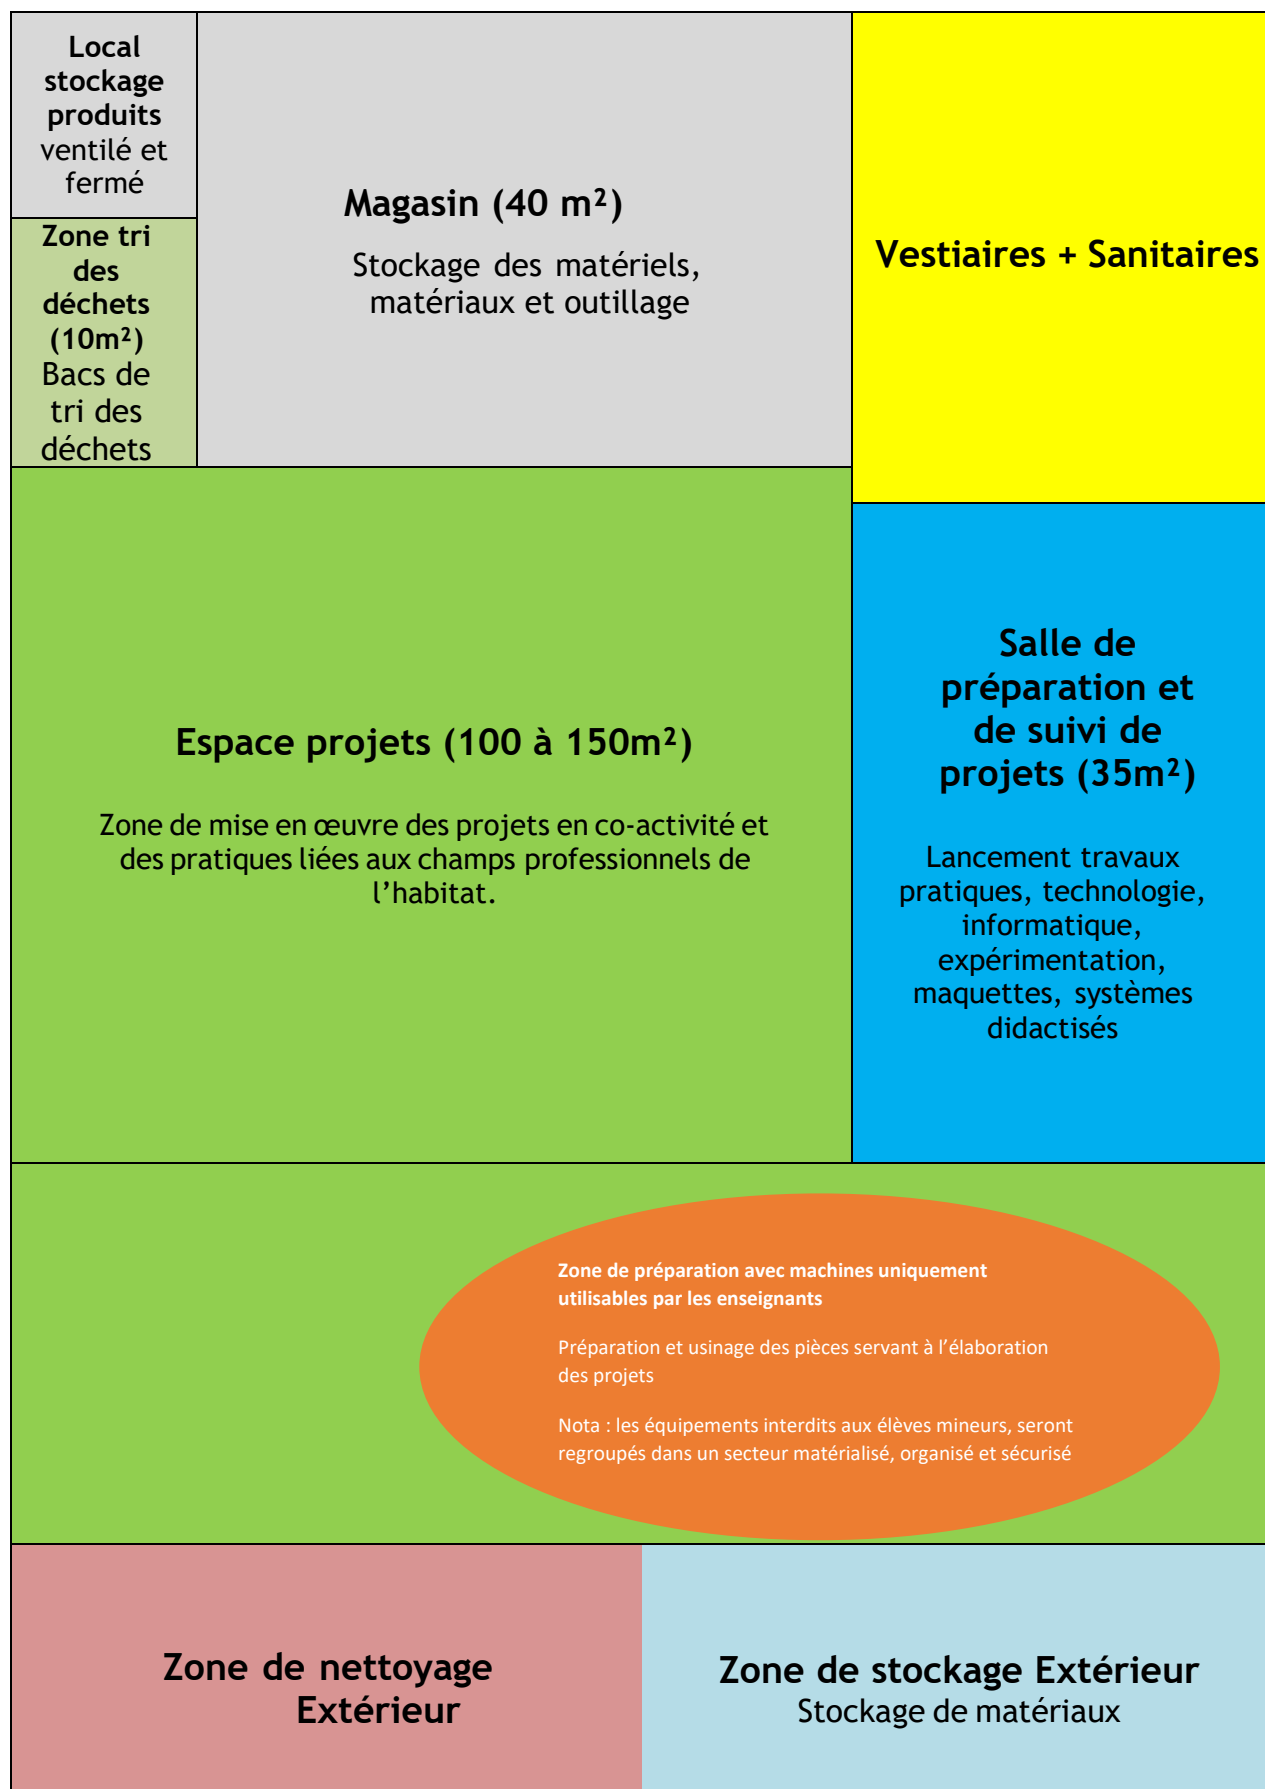 Local
stockage
produits
ventilé et
fermé
Zone tri
des
déchets
(10m²)
Bacs de
tri des
déchets
Magasin (40 m²)
Stockage des matériels,
matériaux et outillage
Vestiaires + Sanitaires
Espace projets (100 à 150m²)
Zone de mise en œuvre des projets en co-activité et
des pratiques liées aux champs professionnels de
l’habitat.
Salle de
préparation et
de suivi de
projets (35m²)
Lancement travaux
pratiques, technologie,
informatique,
expérimentation,
maquettes, systèmes
didactisés
Zone de préparation avec machines uniquement
utilisables par les enseignants
Préparation et usinage des pièces servant à l’élaboration
des projets
Nota : les équipements interdits aux élèves mineurs, seront
regroupés dans un secteur matérialisé, organisé et sécurisé
Zone de nettoyage
Extérieur
Zone de stockage Extérieur
Stockage de matériaux